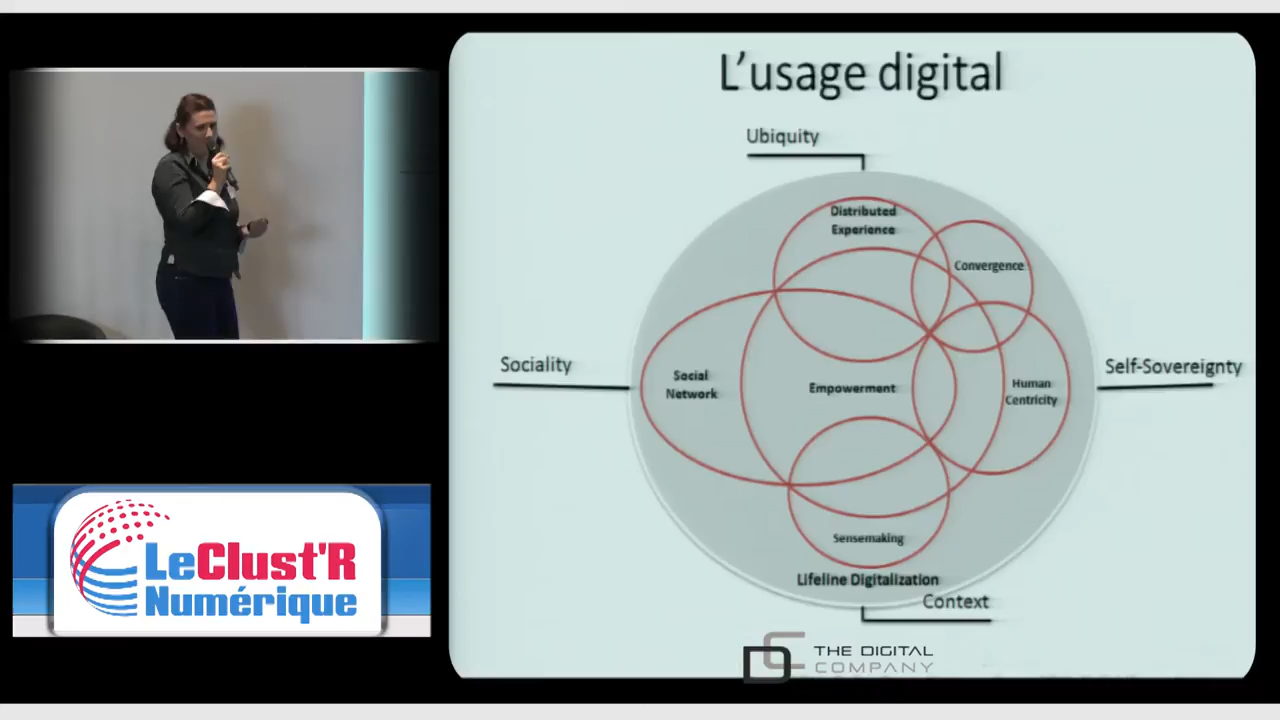 L'usage digital
Ubiquity
Distributed
Experience
Convergence
Sociality
Self-Sovereignty
Social
Network
Empowerment
Human
Centricity
Sensemaking
Lifeline Digitalization
Context
THE DIGITAL
COMPANY
LeClust'R
Numérique